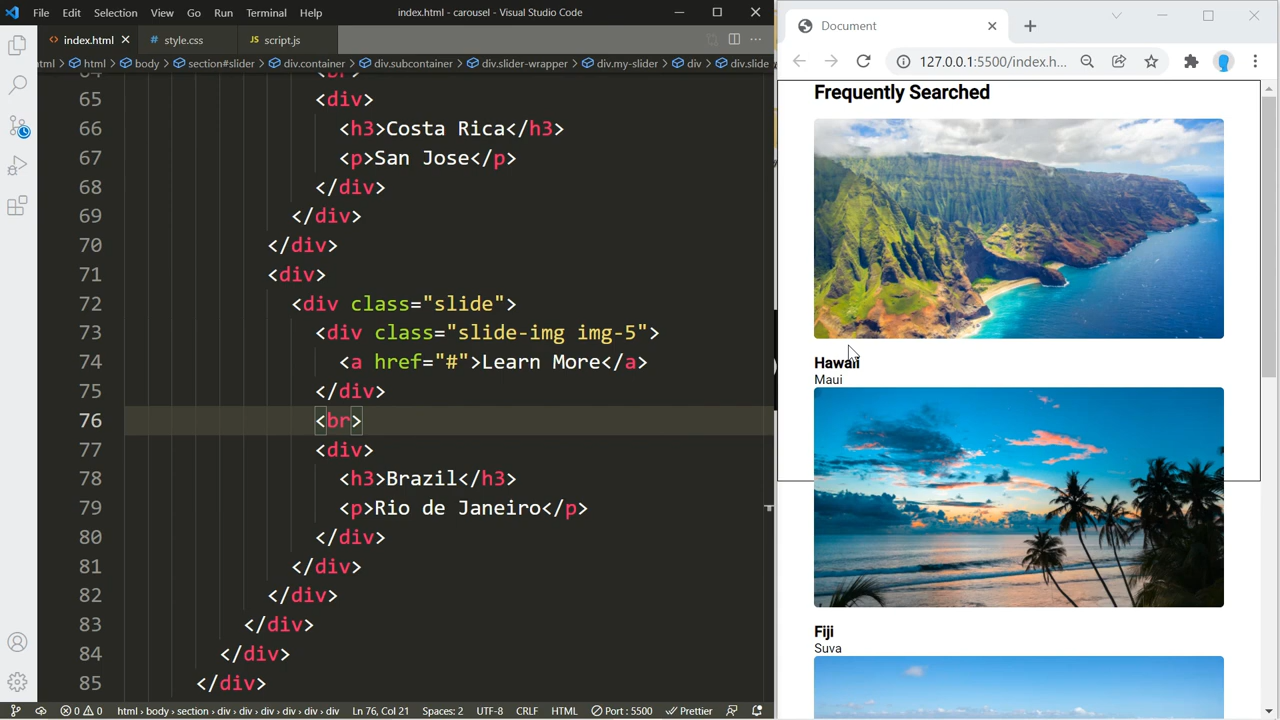 File Edit Selection View Go Run Terminal Help index.html - carousel - Visual Studio Code
index.html style.css script.js
html > body > section#slider > div.container > div.subcontainer > div.slider-wrapper > div.my-slider > div > div.slide
65 <div>
66 <h3>Costa Rica</h3>
67 <p>San Jose</p>
68 </div>
69 </div>
70 </div>
71 <div>
72 <div class="slide">
73 <div class="slide-img img-5">
74 <a href="#">Learn More</a>
75 </div>
76 <br>
77 <div>
78 <h3>Brazil</h3>
79 <p>Rio de Janeiro</p>
80 </div>
81 </div>
82 </div>
83 </div>
84 </div>
85 </div>
0 0 html > body > section > div > div > div > div > div > div Ln 76, Col 21 Spaces: 2 UTF-8 CRLF HTML Port : 5500 Prettier
Document
127.0.0.1:5500/index.h...
Frequently Searched
Hawaii
Maui
Fiji
Suva